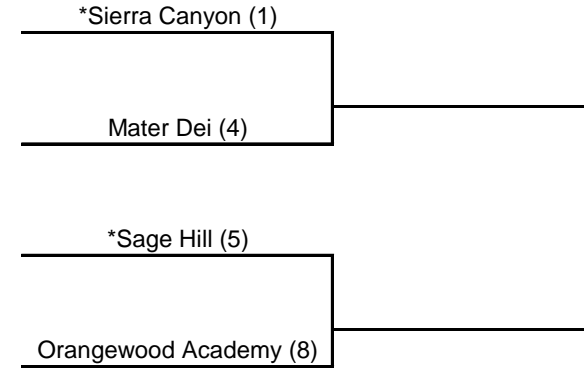 *Sierra Canyon (1)
Mater Dei (4)
*Sage Hill (5)
Orangewood Academy (8)